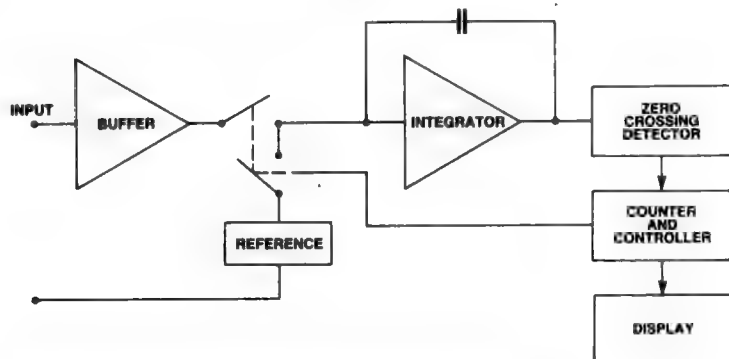 INPUT
BUFFER
INTEGRATOR
ZERO
CROSSING
DETECTOR
REFERENCE
COUNTER
AND
CONTROLLER
DISPLAY